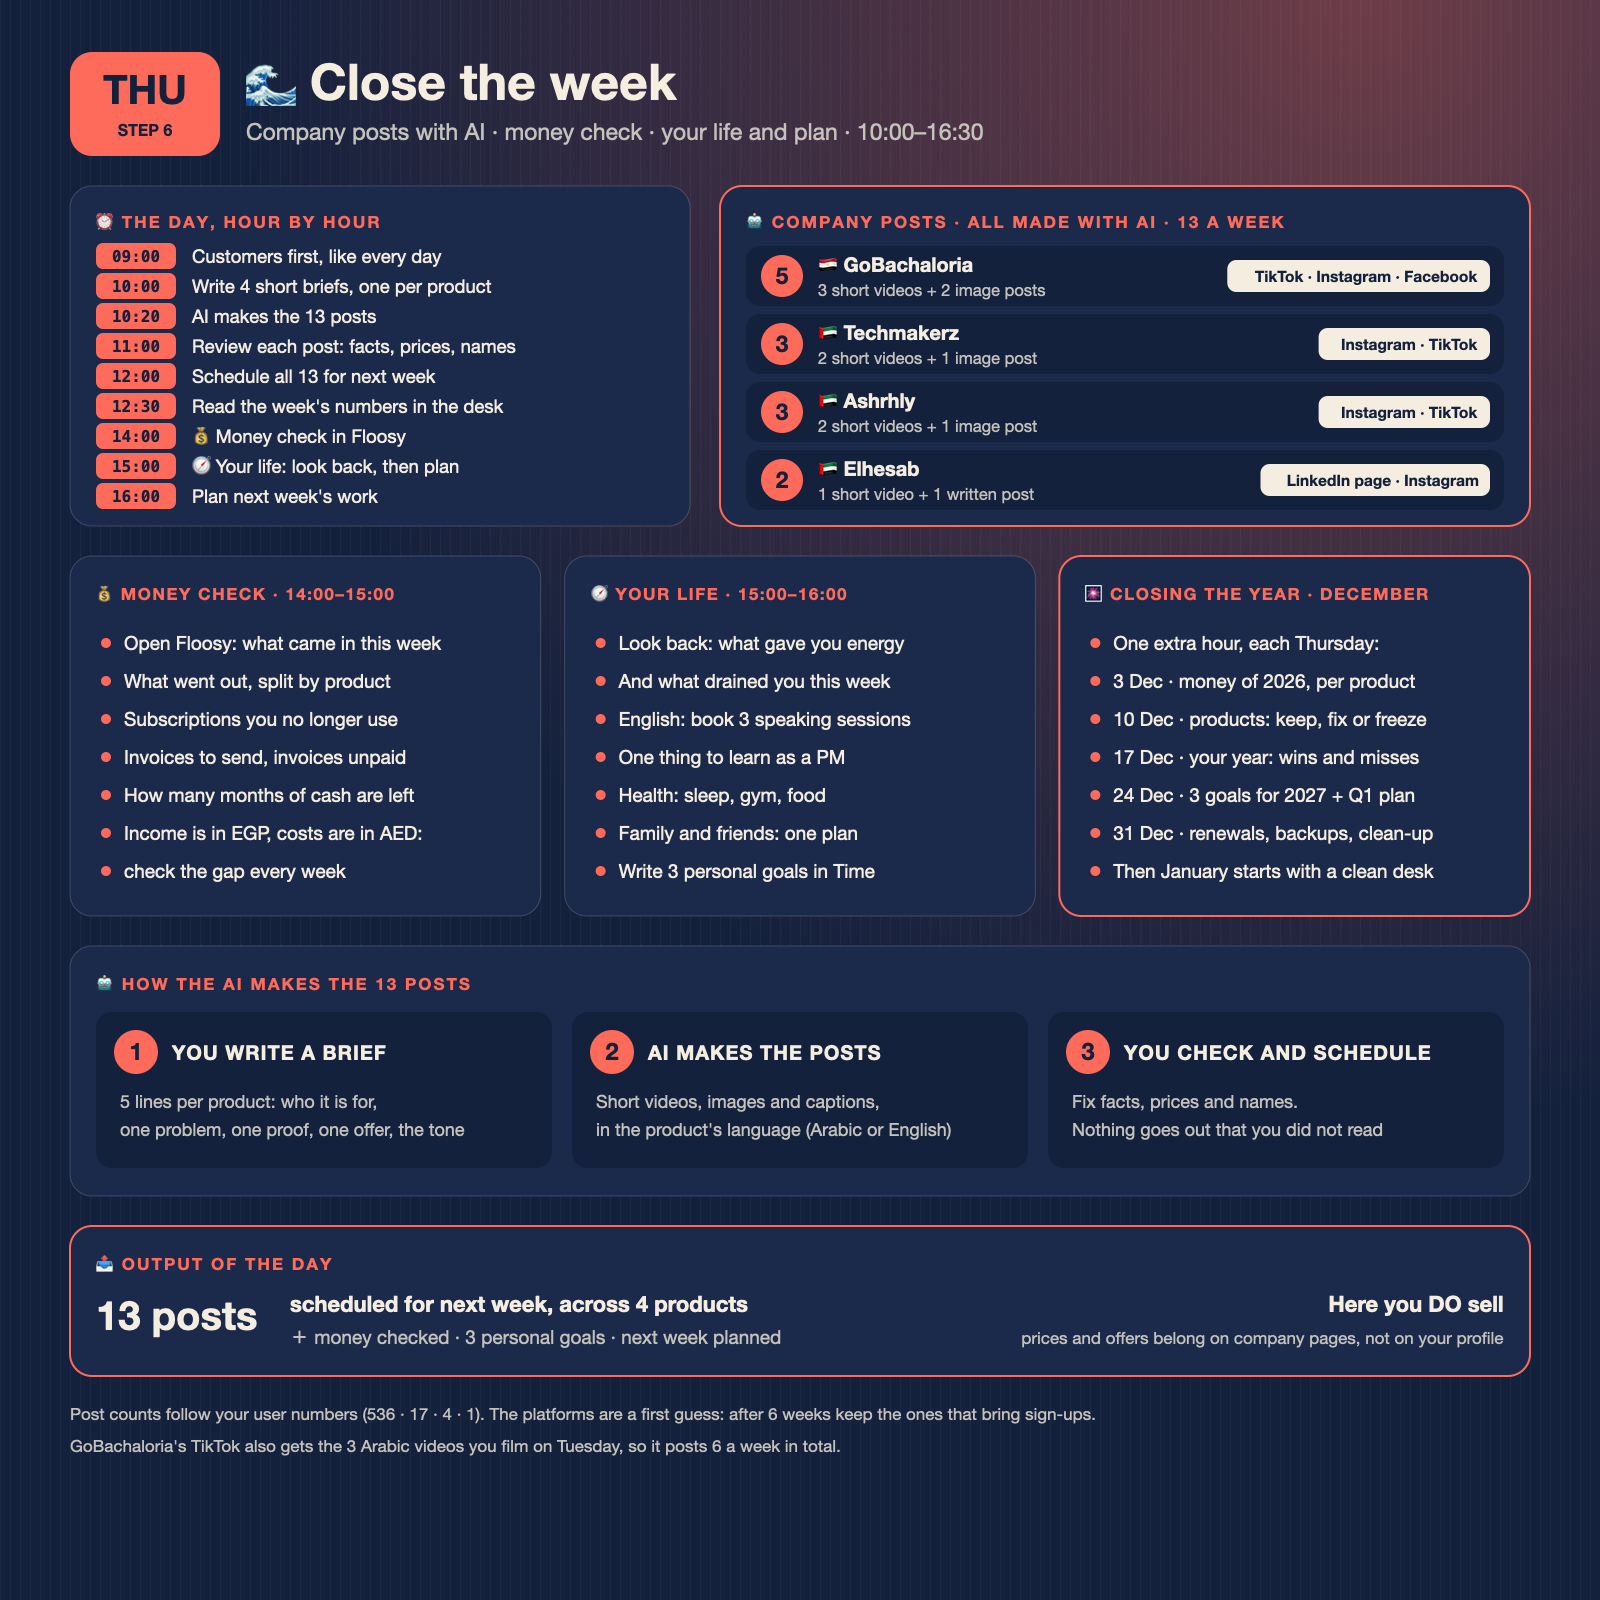 THU
STEP 6
🌊 Close the week
Company posts with AI · money check · your life and plan · 10:00–16:30
⏰ THE DAY, HOUR BY HOUR
09:00 Customers first, like every day
10:00 Write 4 short briefs, one per product
10:20 AI makes the 13 posts
11:00 Review each post: facts, prices, names
12:00 Schedule all 13 for next week
12:30 Read the week's numbers in the desk
14:00 💰 Money check in Floosy
15:00 🧭 Your life: look back, then plan
16:00 Plan next week's work
🤖 COMPANY POSTS · ALL MADE WITH AI · 13 A WEEK
5 🇪🇬 GoBachaloria
3 short videos + 2 image posts
TikTok · Instagram · Facebook
3 🇦🇪 Techmakerz
2 short videos + 1 image post
Instagram · TikTok
3 🇦🇪 Ashrhly
2 short videos + 1 image post
Instagram · TikTok
2 🇦🇪 Elhesab
1 short video + 1 written post
LinkedIn page · Instagram
💰 MONEY CHECK · 14:00–15:00
Open Floosy: what came in this week
What went out, split by product
Subscriptions you no longer use
Invoices to send, invoices unpaid
How many months of cash are left
Income is in EGP, costs are in AED:
check the gap every week
🧭 YOUR LIFE · 15:00–16:00
Look back: what gave you energy
And what drained you this week
English: book 3 speaking sessions
One thing to learn as a PM
Health: sleep, gym, food
Family and friends: one plan
Write 3 personal goals in Time
🎆 CLOSING THE YEAR · DECEMBER
One extra hour, each Thursday:
3 Dec · money of 2026, per product
10 Dec · products: keep, fix or freeze
17 Dec · your year: wins and misses
24 Dec · 3 goals for 2027 + Q1 plan
31 Dec · renewals, backups, clean-up
Then January starts with a clean desk
🤖 HOW THE AI MAKES THE 13 POSTS
1 YOU WRITE A BRIEF
5 lines per product: who it is for,
one problem, one proof, one offer, the tone
2 AI MAKES THE POSTS
Short videos, images and captions,
in the product's language (Arabic or English)
3 YOU CHECK AND SCHEDULE
Fix facts, prices and names.
Nothing goes out that you did not read
📤 OUTPUT OF THE DAY
13 posts
scheduled for next week, across 4 products
+ money checked · 3 personal goals · next week planned
Here you DO sell
prices and offers belong on company pages, not on your profile
Post counts follow your user numbers (536 · 17 · 4 · 1). The platforms are a first guess: after 6 weeks keep the ones that bring sign-ups.
GoBachaloria's TikTok also gets the 3 Arabic videos you film on Tuesday, so it posts 6 a week in total.